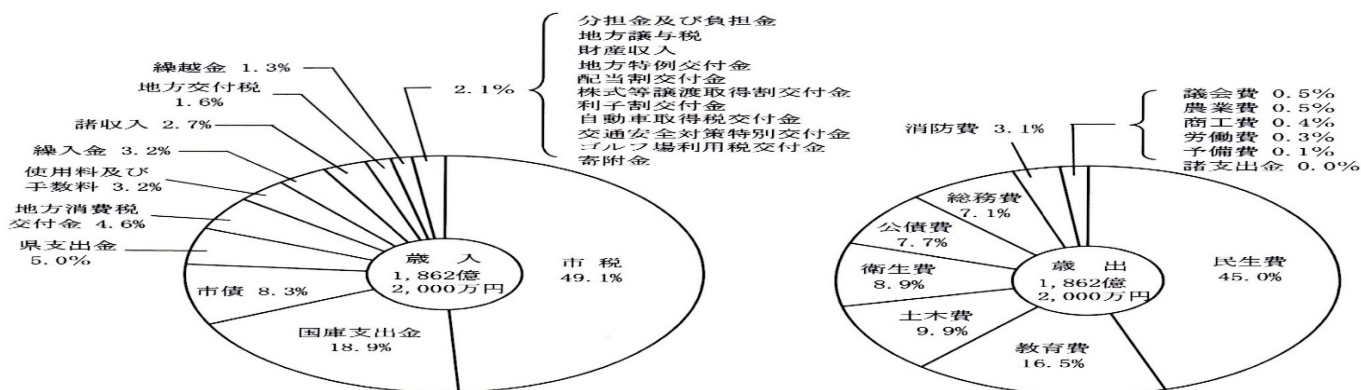 分担金及び負担金
地方譲与税
財産収入
地方特例交付金
配当割交付金
株式等譲渡取得割交付金
利子割交付金
自動車取得税交付金
交通安全対策特別交付金
ゴルフ場利用税交付金
寄附金
2.1%
繰越金 1.3%
地方交付税
1.6%
諸収入 2.7%
繰入金 3.2%
使用料及び
手数料 3.2%
地方消費税
交付金 4.6%
県支出金
5.0%
市債 8.3%
国庫支出金
18.9%
市税
49.1%
歳入
1,862億
2,000万円
議会費 0.5%
農業費 0.5%
商工費 0.4%
労働費 0.3%
予備費 0.1%
諸支出金 0.0%
消防費 3.1%
総務費
7.1%
公債費
7.7%
衛生費
8.9%
土木費
9.9%
教育費
16.5%
民生費
45.0%
歳出
1,862億
2,000万円